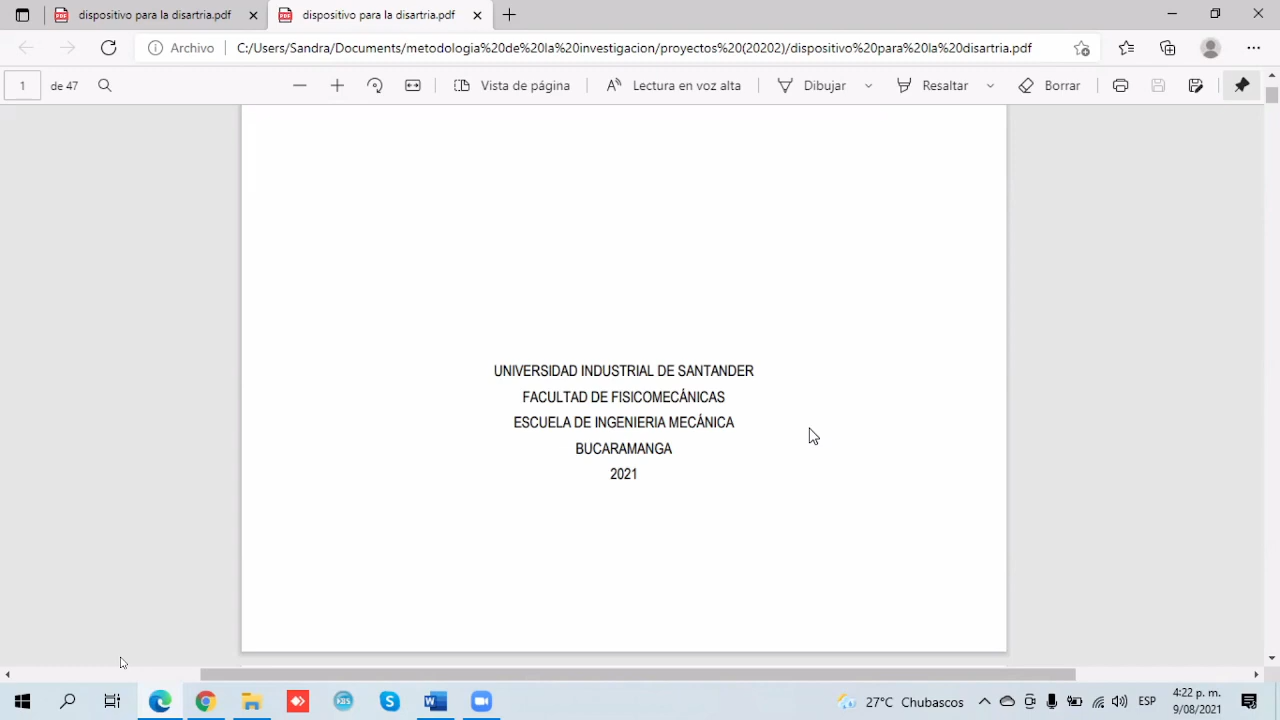 dispositivo para la disartria.pdf
dispositivo para la disartria.pdf
Archivo
C:/Users/Sandra/Documents/metodologia%20de%20la%20investigacion/proyectos%20(20202)/dispositivo%20para%20la%20disartria.pdf
1 de 47
Vista de página
Lectura en voz alta
Dibujar
Resaltar
Borrar
UNIVERSIDAD INDUSTRIAL DE SANTANDER
FACULTAD DE FISICOMECÁNICAS
ESCUELA DE INGENIERIA MECÁNICA
BUCARAMANGA
2021
27°C Chubascos
ESP
4:22 p. m.
9/08/2021